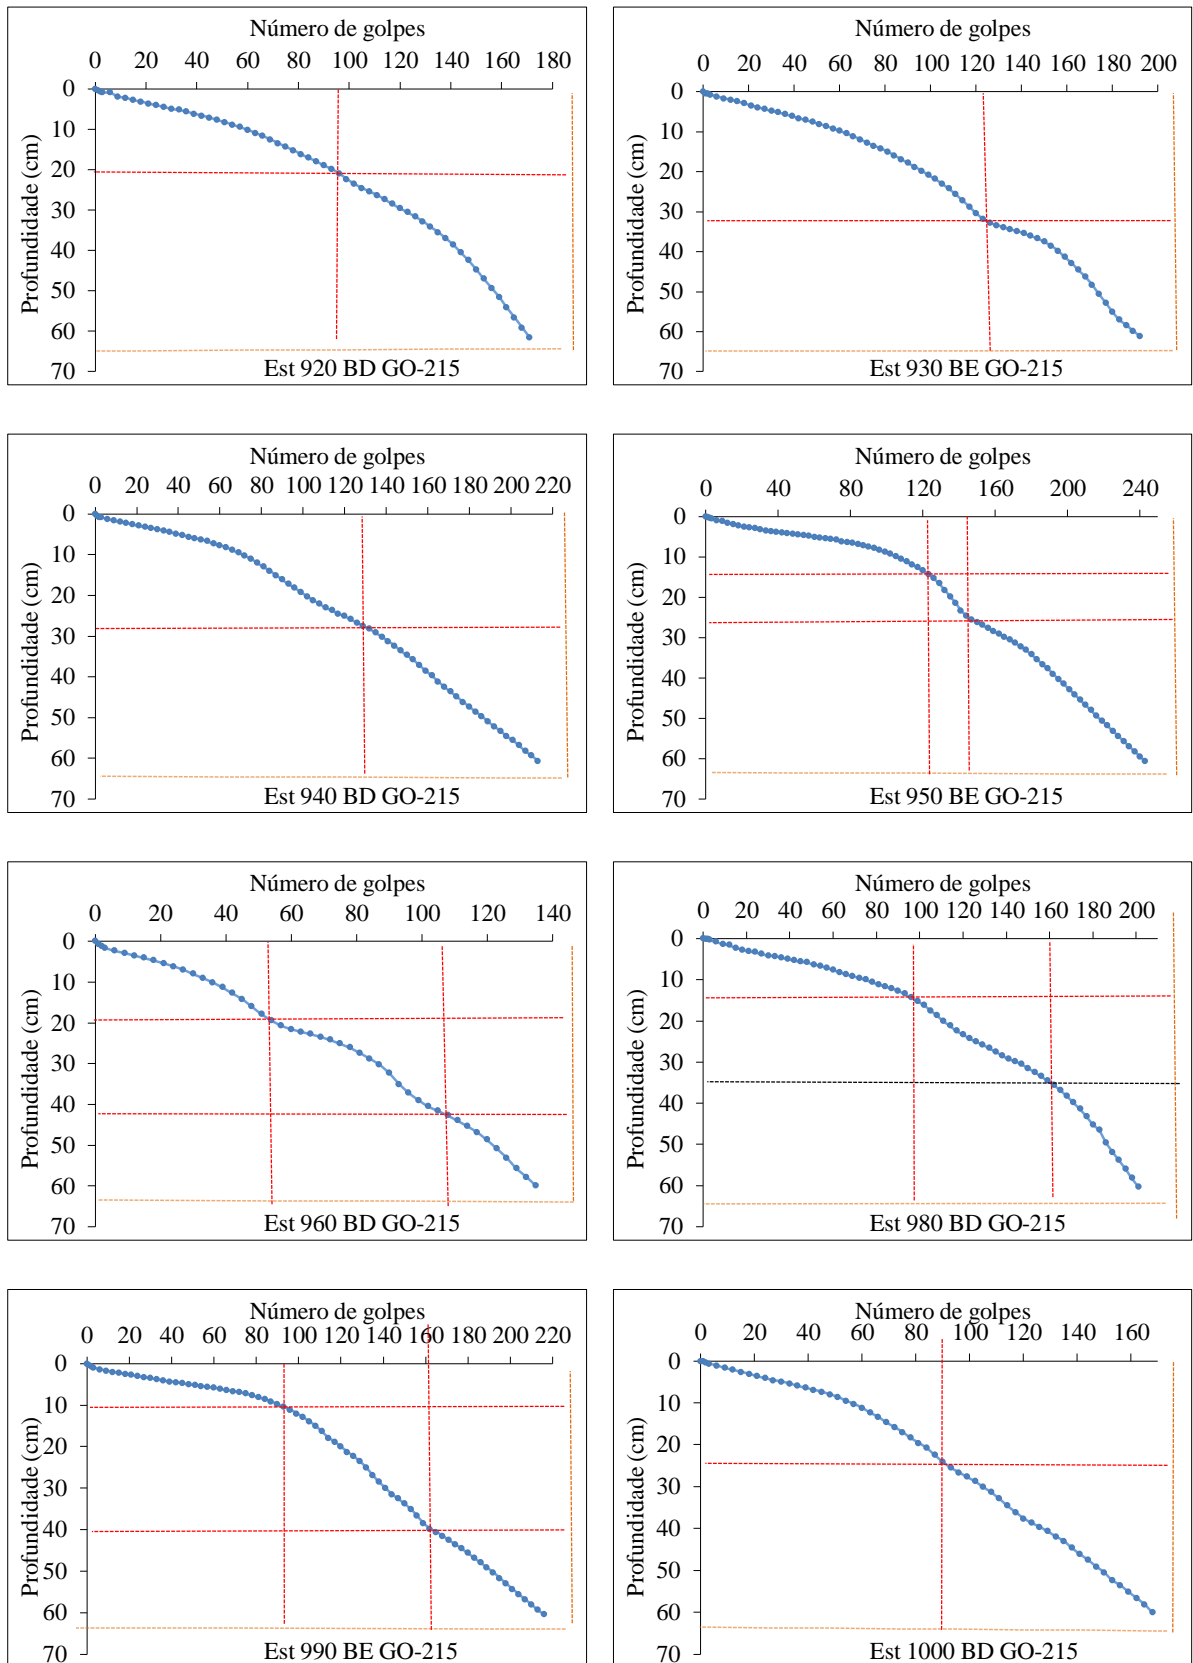 Número de golpes
0 20 40 60 80 100 120 140 160 180
0
10
20
30
40
50
60
70
Profundidade (cm)
Est 920 BD GO-215
Número de golpes
0 20 40 60 80 100 120 140 160 180 200
0
10
20
30
40
50
60
70
Profundidade (cm)
Est 930 BE GO-215
Número de golpes
0 20 40 60 80 100 120 140 160 180 200 220
0
10
20
30
40
50
60
70
Profundidade (cm)
Est 940 BD GO-215
Número de golpes
0 40 80 120 160 200 240
0
10
20
30
40
50
60
70
Profundidade (cm)
Est 950 BE GO-215
Número de golpes
0 20 40 60 80 100 120 140
0
10
20
30
40
50
60
70
Profundidade (cm)
Est 960 BD GO-215
Número de golpes
0 20 40 60 80 100 120 140 160 180 200
0
10
20
30
40
50
60
70
Profundidade (cm)
Est 980 BD GO-215
Número de golpes
0 20 40 60 80 100 120 140 160 180 200 220
0
10
20
30
40
50
60
70
Profundidade (cm)
Est 990 BE GO-215
Número de golpes
0 20 40 60 80 100 120 140 160
0
10
20
30
40
50
60
70
Profundidade (cm)
Est 1000 BD GO-215